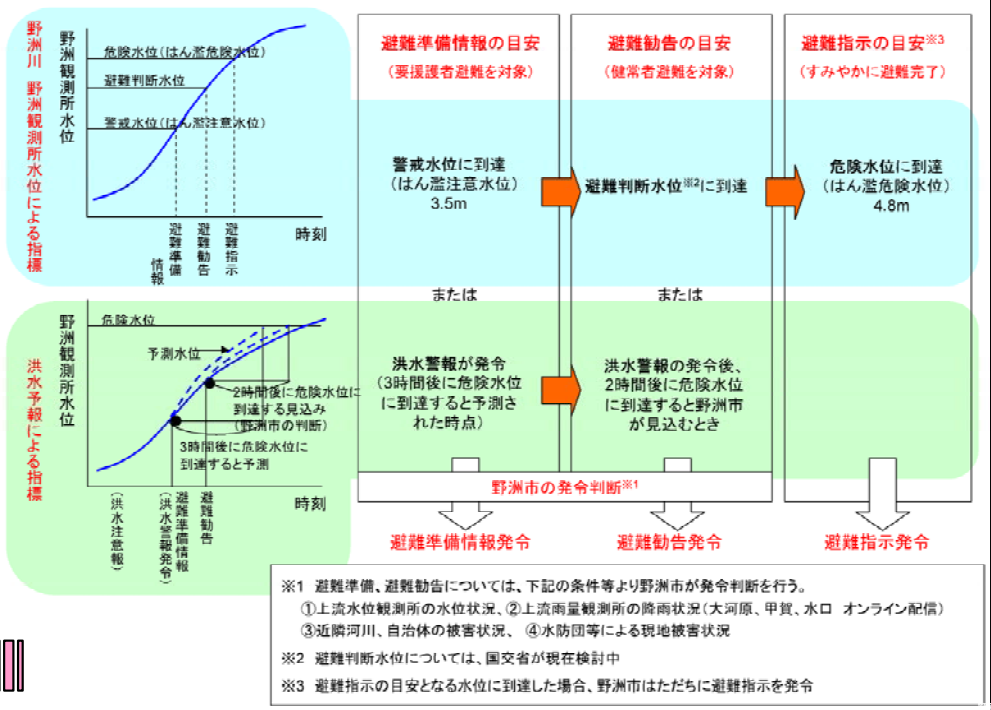 野洲川 野洲観測所水位による指標
野洲観測所水位
危険水位(はん濫危険水位)
避難判断水位
警戒水位(はん濫注意水位)
時刻
避難準備
情報
避難勧告
避難指示
避難準備情報の目安
(要援護者避難を対象)
避難勧告の目安
(健常者避難を対象)
避難指示の目安※3
(すみやかに避難完了)
警戒水位に到達
(はん濫注意水位)
3.5m
避難判断水位※2に到達
危険水位に到達
(はん濫危険水位)
4.8m
または
または
洪水予報による指標
野洲観測所水位
危険水位
予測水位
2時間後に危険水位に
到達する見込み
(野洲市の判断)
3時間後に危険水位に
到達すると予測
時刻
(洪水注意報)
(洪水警報発令)
避難準備情報
避難勧告
洪水警報が発令
(3時間後に危険水位
に到達すると予測さ
れた時点)
洪水警報の発令後、
2時間後に危険水位
に到達すると野洲市
が見込むとき
野洲市の発令判断※1
避難準備情報発令
避難勧告発令
避難指示発令
※1 避難準備、避難勧告については、下記の条件等より野洲市が発令判断を行う。
①上流水位観測所の水位状況、②上流雨量観測所の降雨状況(大河原、甲賀、水口 オンライン配信)
③近隣河川、自治体の被害状況、 ④水防団等による現地被害状況
※2 避難判断水位については、国交省が現在検討中
※3 避難指示の目安となる水位に到達した場合、野洲市はただちに避難指示を発令